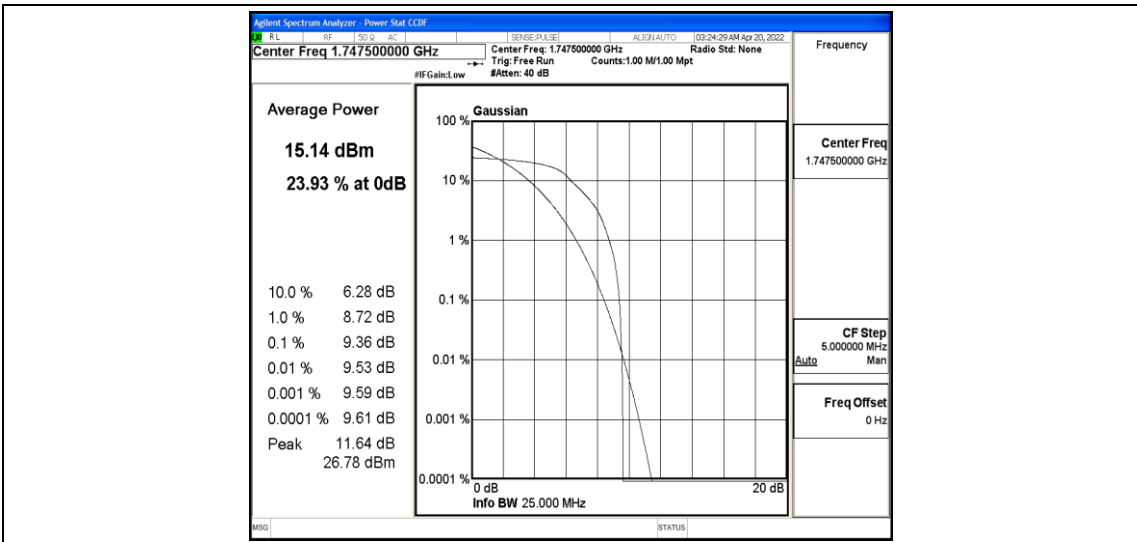 Agilent Spectrum Analyzer - Power Stat CCDF
LXI RL RF 50 Ω AC SENSE:PULSE ALIGNAUTO 03:24:29 AM Apr 20, 2022
Center Freq 1.747500000 GHz
Center Freq: 1.747500000 GHz Radio Std: None
Trig: Free Run Counts:1.00 M/1.00 Mpt
#IFGain:Low #Atten: 40 dB
Frequency
Average Power
15.14 dBm
23.93 % at 0dB
10.0 % 6.28 dB
1.0 % 8.72 dB
0.1 % 9.36 dB
0.01 % 9.53 dB
0.001 % 9.59 dB
0.0001 % 9.61 dB
Peak 11.64 dB
26.78 dBm
Gaussian
100 %
10 %
1 %
0.1 %
0.01 %
0.001 %
0.0001 %
0 dB 20 dB
Info BW 25.000 MHz
Center Freq
1.747500000 GHz
CF Step
5.000000 MHz
Auto Man
Freq Offset
0 Hz
MSG STATUS